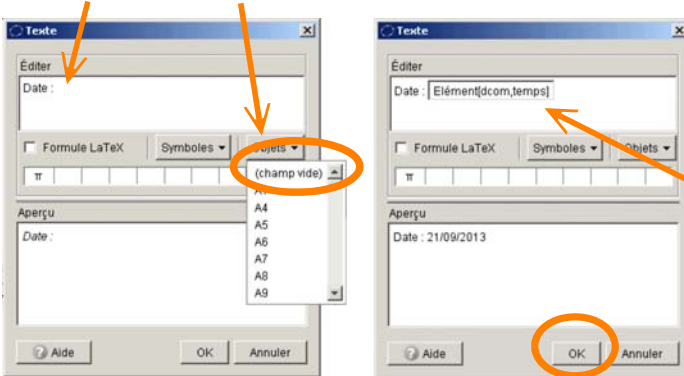 Texte
Éditer
Date :
Formule LaTeX
Symboles
Objets
π
(champ vide)
A4
A5
A6
A7
A8
A9
Aperçu
Date :
Aide
OK
Annuler
Texte
Éditer
Date : Elément[dcom,temps]
Formule LaTeX
Symboles
Objets
π
Aperçu
Date : 21/09/2013
Aide
OK
Annuler